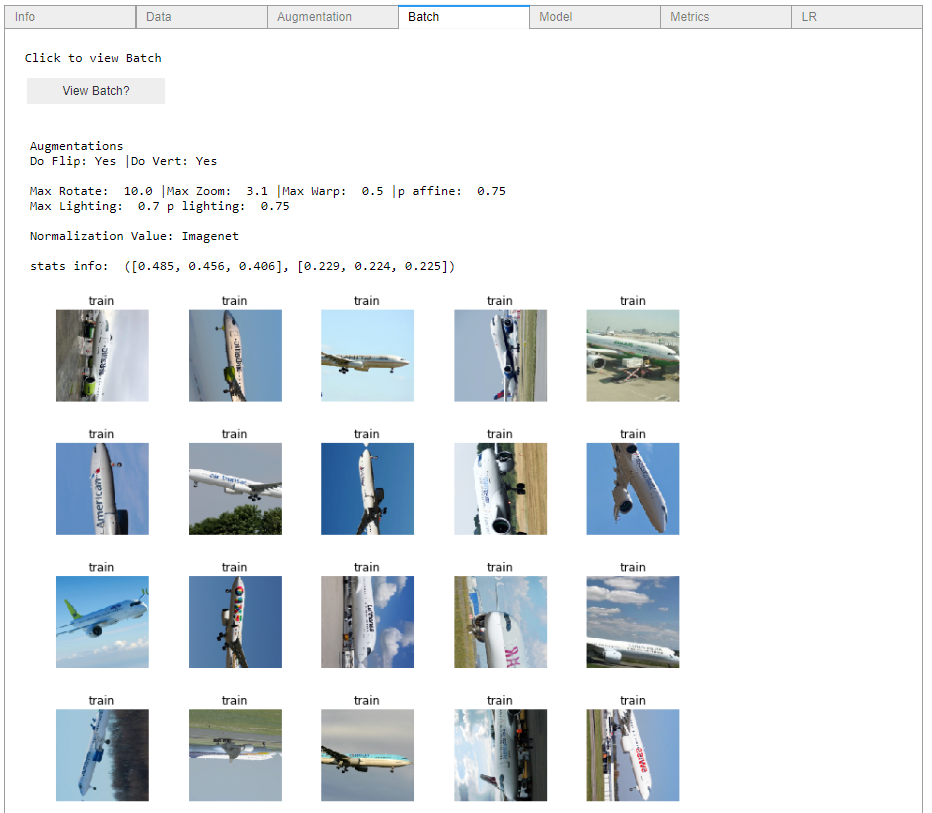 Info Data Augmentation Batch Model Metrics LR
Click to view Batch
View Batch?
Augmentations
Do Flip: Yes |Do Vert: Yes
Max Rotate: 10.0 |Max Zoom: 3.1 |Max Warp: 0.5 |p affine: 0.75
Max Lighting: 0.7 p lighting: 0.75
Normalization Value: Imagenet
stats info: ([0.485, 0.456, 0.406], [0.229, 0.224, 0.225])
train train train train train
train train train train train
American
air transat
train train train train train
train train train train train